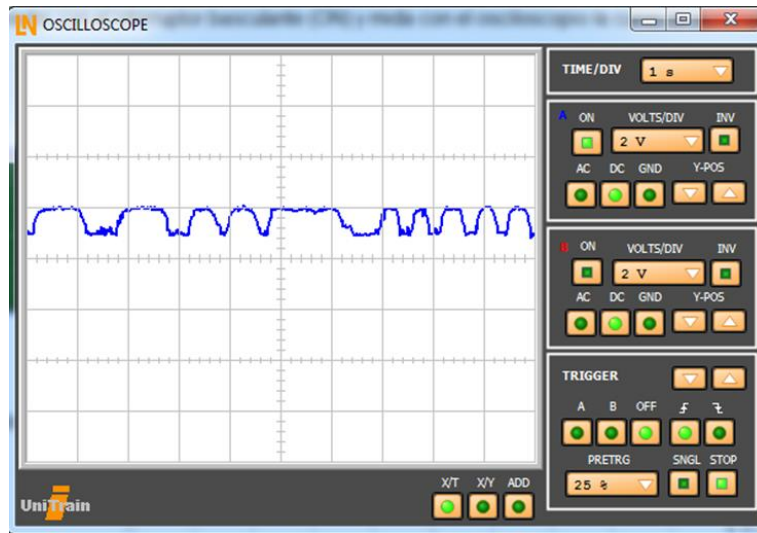 LN OSCILLOSCOPE
TIME/DIV 1 s
A ON VOLTS/DIV INV
2 V
AC DC GND Y-POS
B ON VOLTS/DIV INV
2 V
AC DC GND Y-POS
TRIGGER
A B OFF
PRETRG SNGL STOP
25 %
X/T X/Y ADD
UniTrain